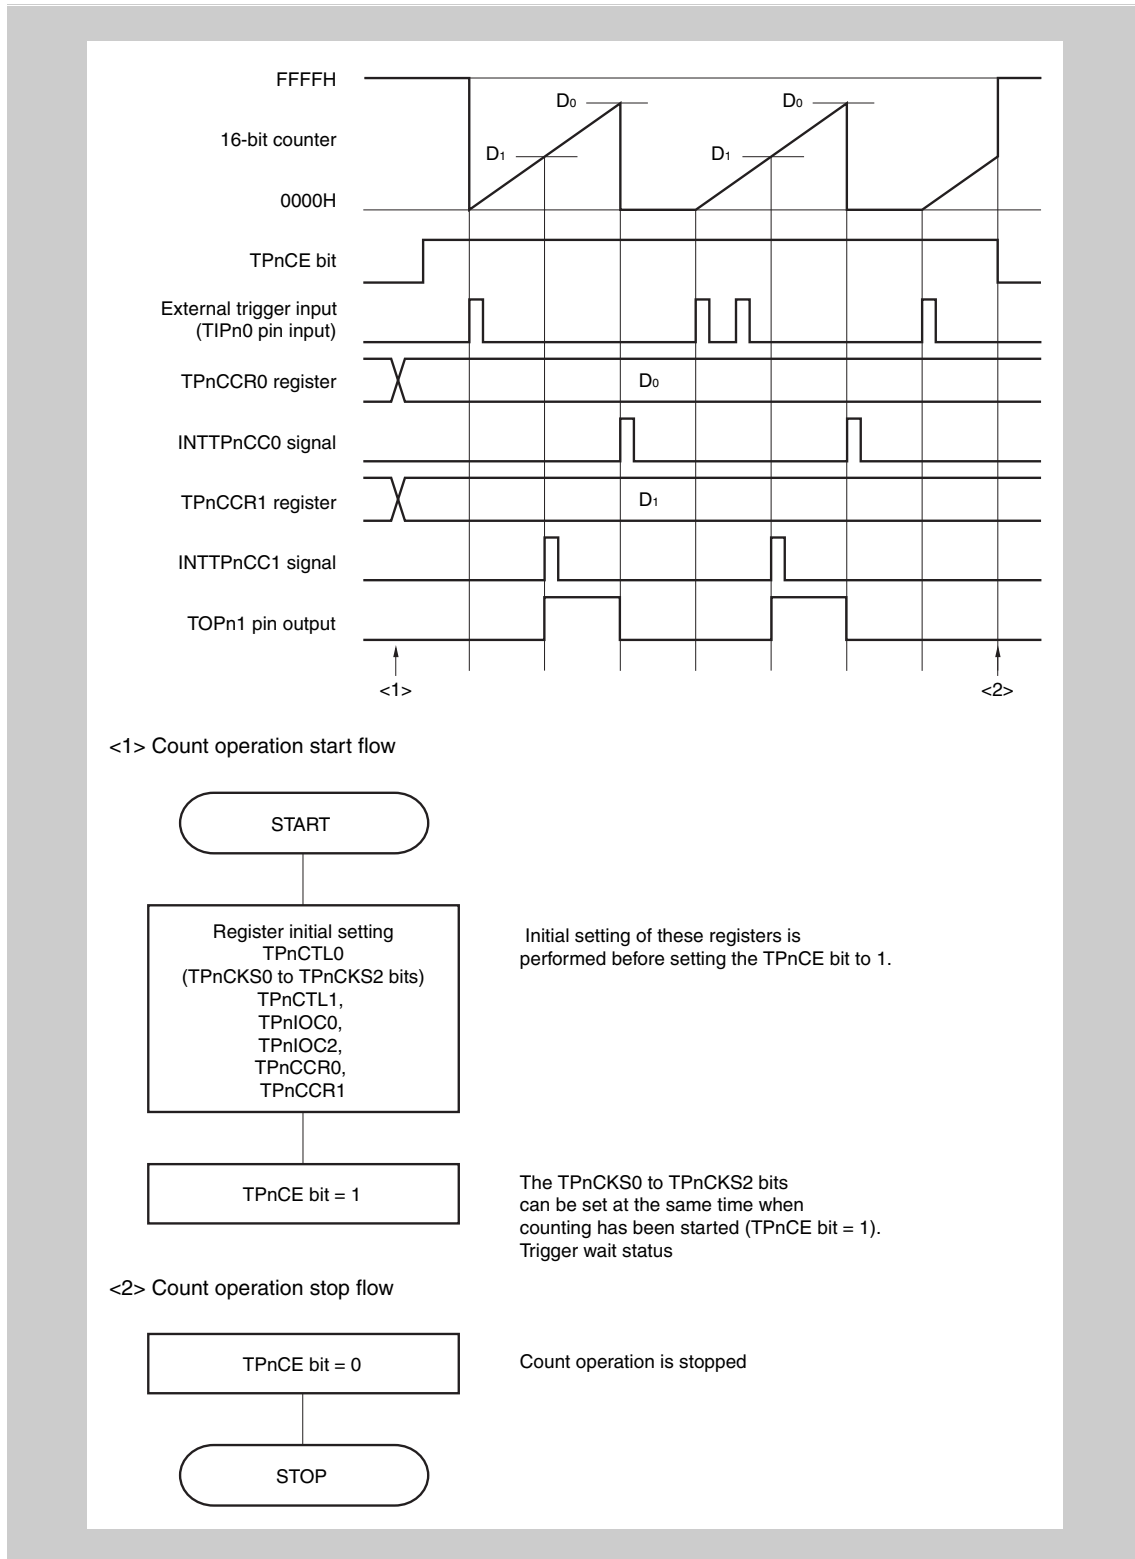 FFFFH
D0
D0
16-bit counter
D1
D1
0000H
TPnCE bit
External trigger input
(TIPn0 pin input)
TPnCCR0 register
D0
INTTPnCC0 signal
TPnCCR1 register
D1
INTTPnCC1 signal
TOPn1 pin output
<1>
<2>
<1> Count operation start flow
START
Register initial setting
TPnCTL0
(TPnCKS0 to TPnCKS2 bits)
TPnCTL1,
TPnIOC0,
TPnIOC2,
TPnCCR0,
TPnCCR1
Initial setting of these registers is
performed before setting the TPnCE bit to 1.
TPnCE bit = 1
The TPnCKS0 to TPnCKS2 bits
can be set at the same time when
counting has been started (TPnCE bit = 1).
Trigger wait status
<2> Count operation stop flow
TPnCE bit = 0
Count operation is stopped
STOP